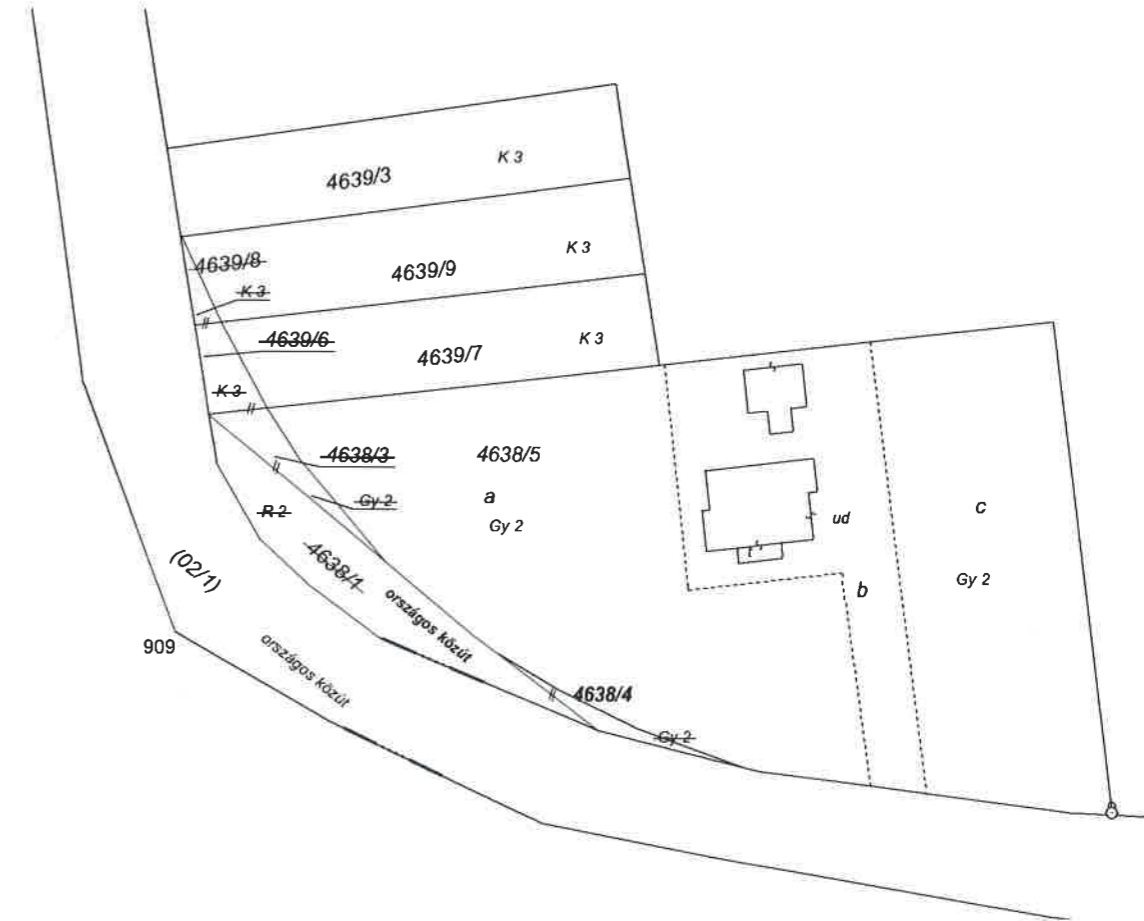 K 3
4639/3
K 3
4639/8
4639/9
K 3
4639/6
K 3
4639/7
K 3
4638/3
4638/5
a
Gy 2
Gy 2
R 2
c
ud
(02/1)
4638/1
Gy 2
b
országos közút
909
országos közút
4638/4
Gy 2